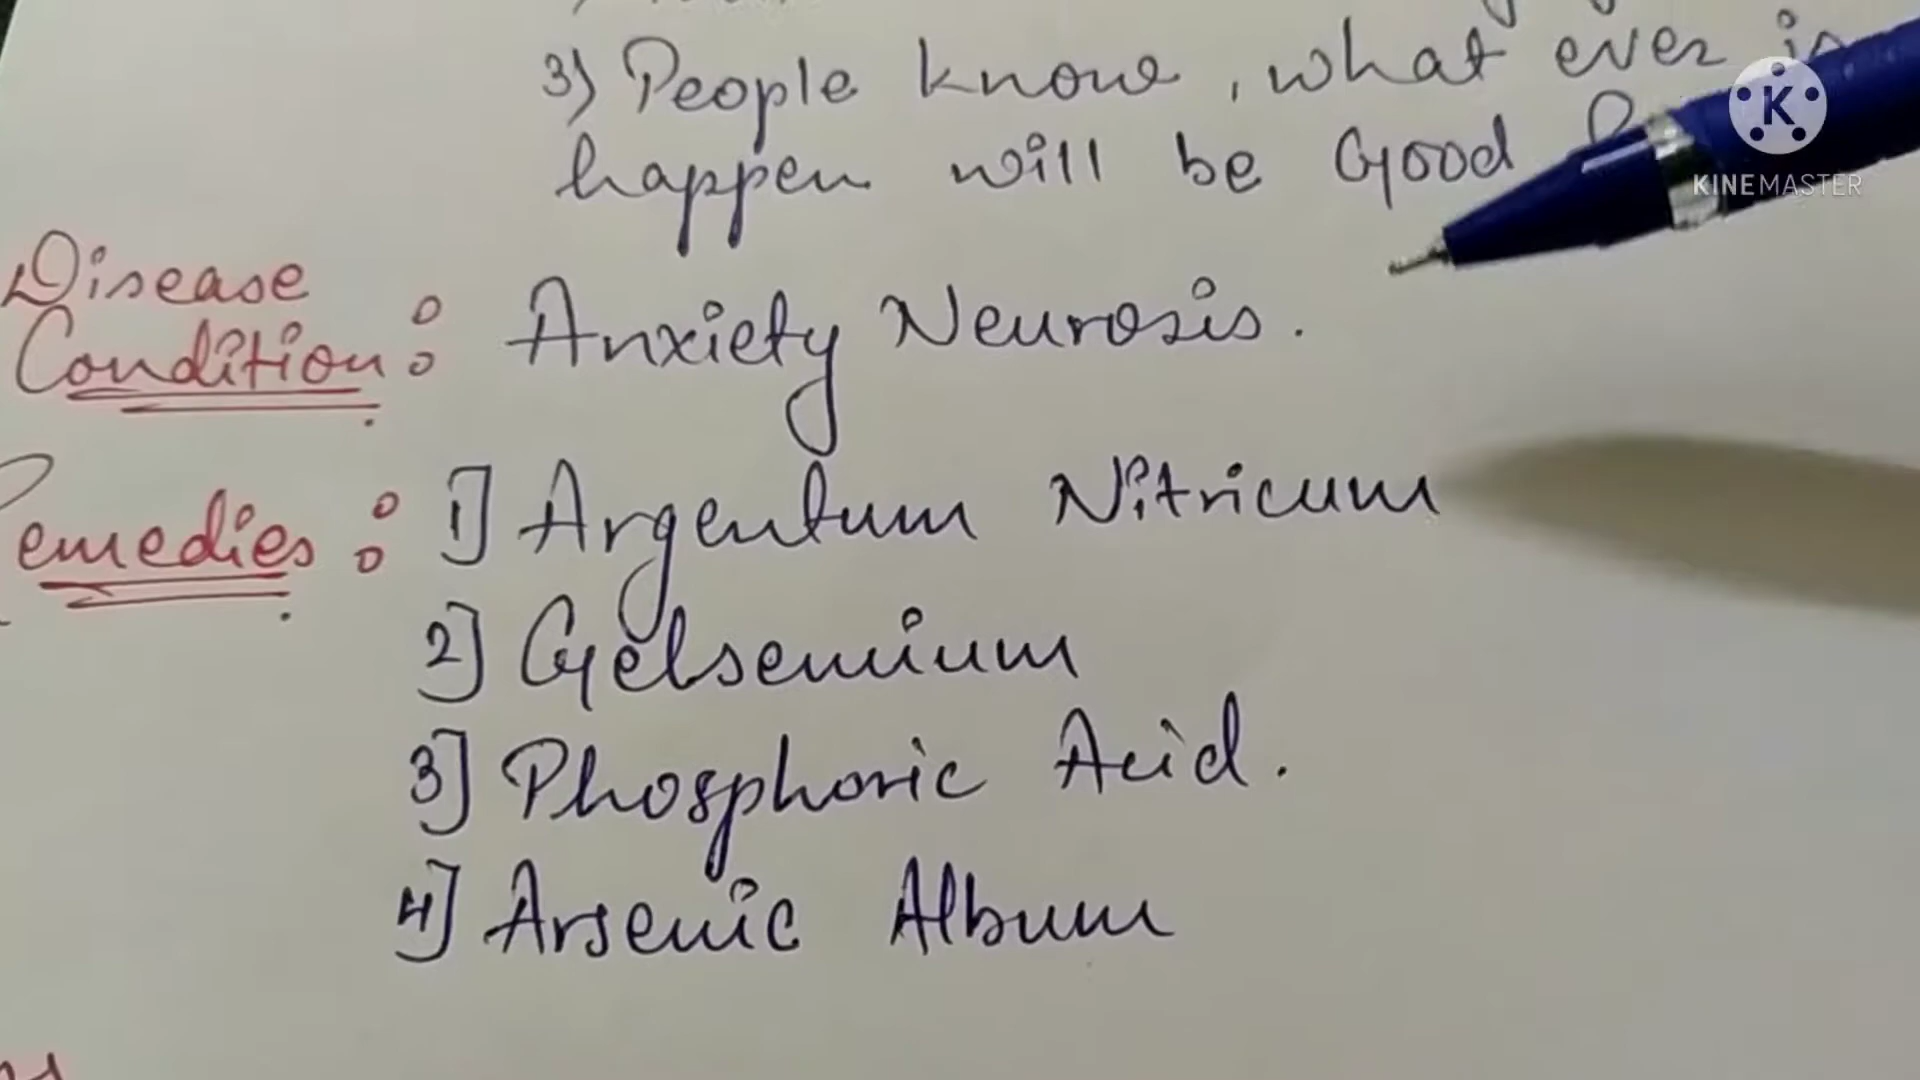 3) People know, what ever is
happen will be Good
Disease
Condition : Anxiety Neurosis.
Remedies : 1] Argentum Nitricum
2] Gelsemium
3] Phosphoric Acid.
4] Arsenic Album
K
KINEMASTER